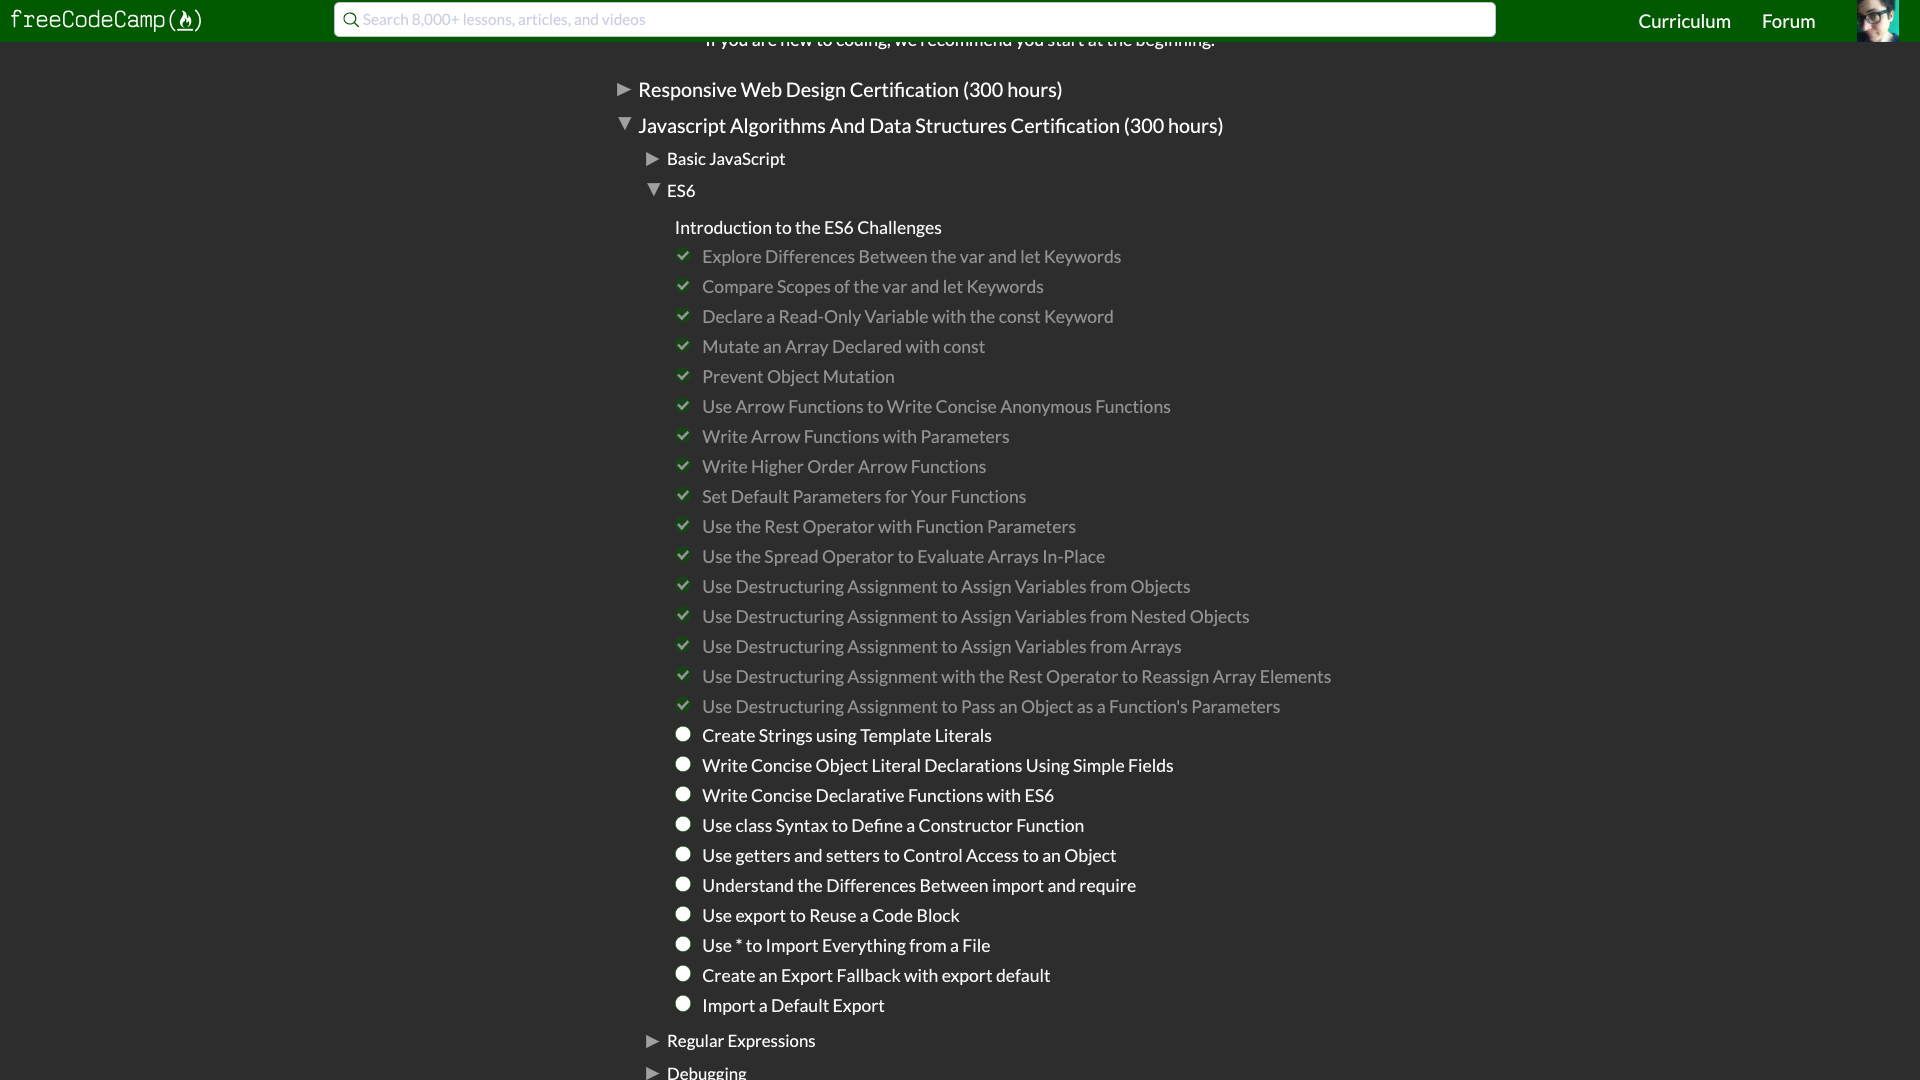 freeCodeCamp(🔥)
Search 8,000+ lessons, articles, and videos
Curriculum
Forum
If you are new to coding, we recommend you start at the beginning.
Responsive Web Design Certification (300 hours)
Javascript Algorithms And Data Structures Certification (300 hours)
Basic JavaScript
ES6
Introduction to the ES6 Challenges
Explore Differences Between the var and let Keywords
Compare Scopes of the var and let Keywords
Declare a Read-Only Variable with the const Keyword
Mutate an Array Declared with const
Prevent Object Mutation
Use Arrow Functions to Write Concise Anonymous Functions
Write Arrow Functions with Parameters
Write Higher Order Arrow Functions
Set Default Parameters for Your Functions
Use the Rest Operator with Function Parameters
Use the Spread Operator to Evaluate Arrays In-Place
Use Destructuring Assignment to Assign Variables from Objects
Use Destructuring Assignment to Assign Variables from Nested Objects
Use Destructuring Assignment to Assign Variables from Arrays
Use Destructuring Assignment with the Rest Operator to Reassign Array Elements
Use Destructuring Assignment to Pass an Object as a Function's Parameters
Create Strings using Template Literals
Write Concise Object Literal Declarations Using Simple Fields
Write Concise Declarative Functions with ES6
Use class Syntax to Define a Constructor Function
Use getters and setters to Control Access to an Object
Understand the Differences Between import and require
Use export to Reuse a Code Block
Use * to Import Everything from a File
Create an Export Fallback with export default
Import a Default Export
Regular Expressions
Debugging